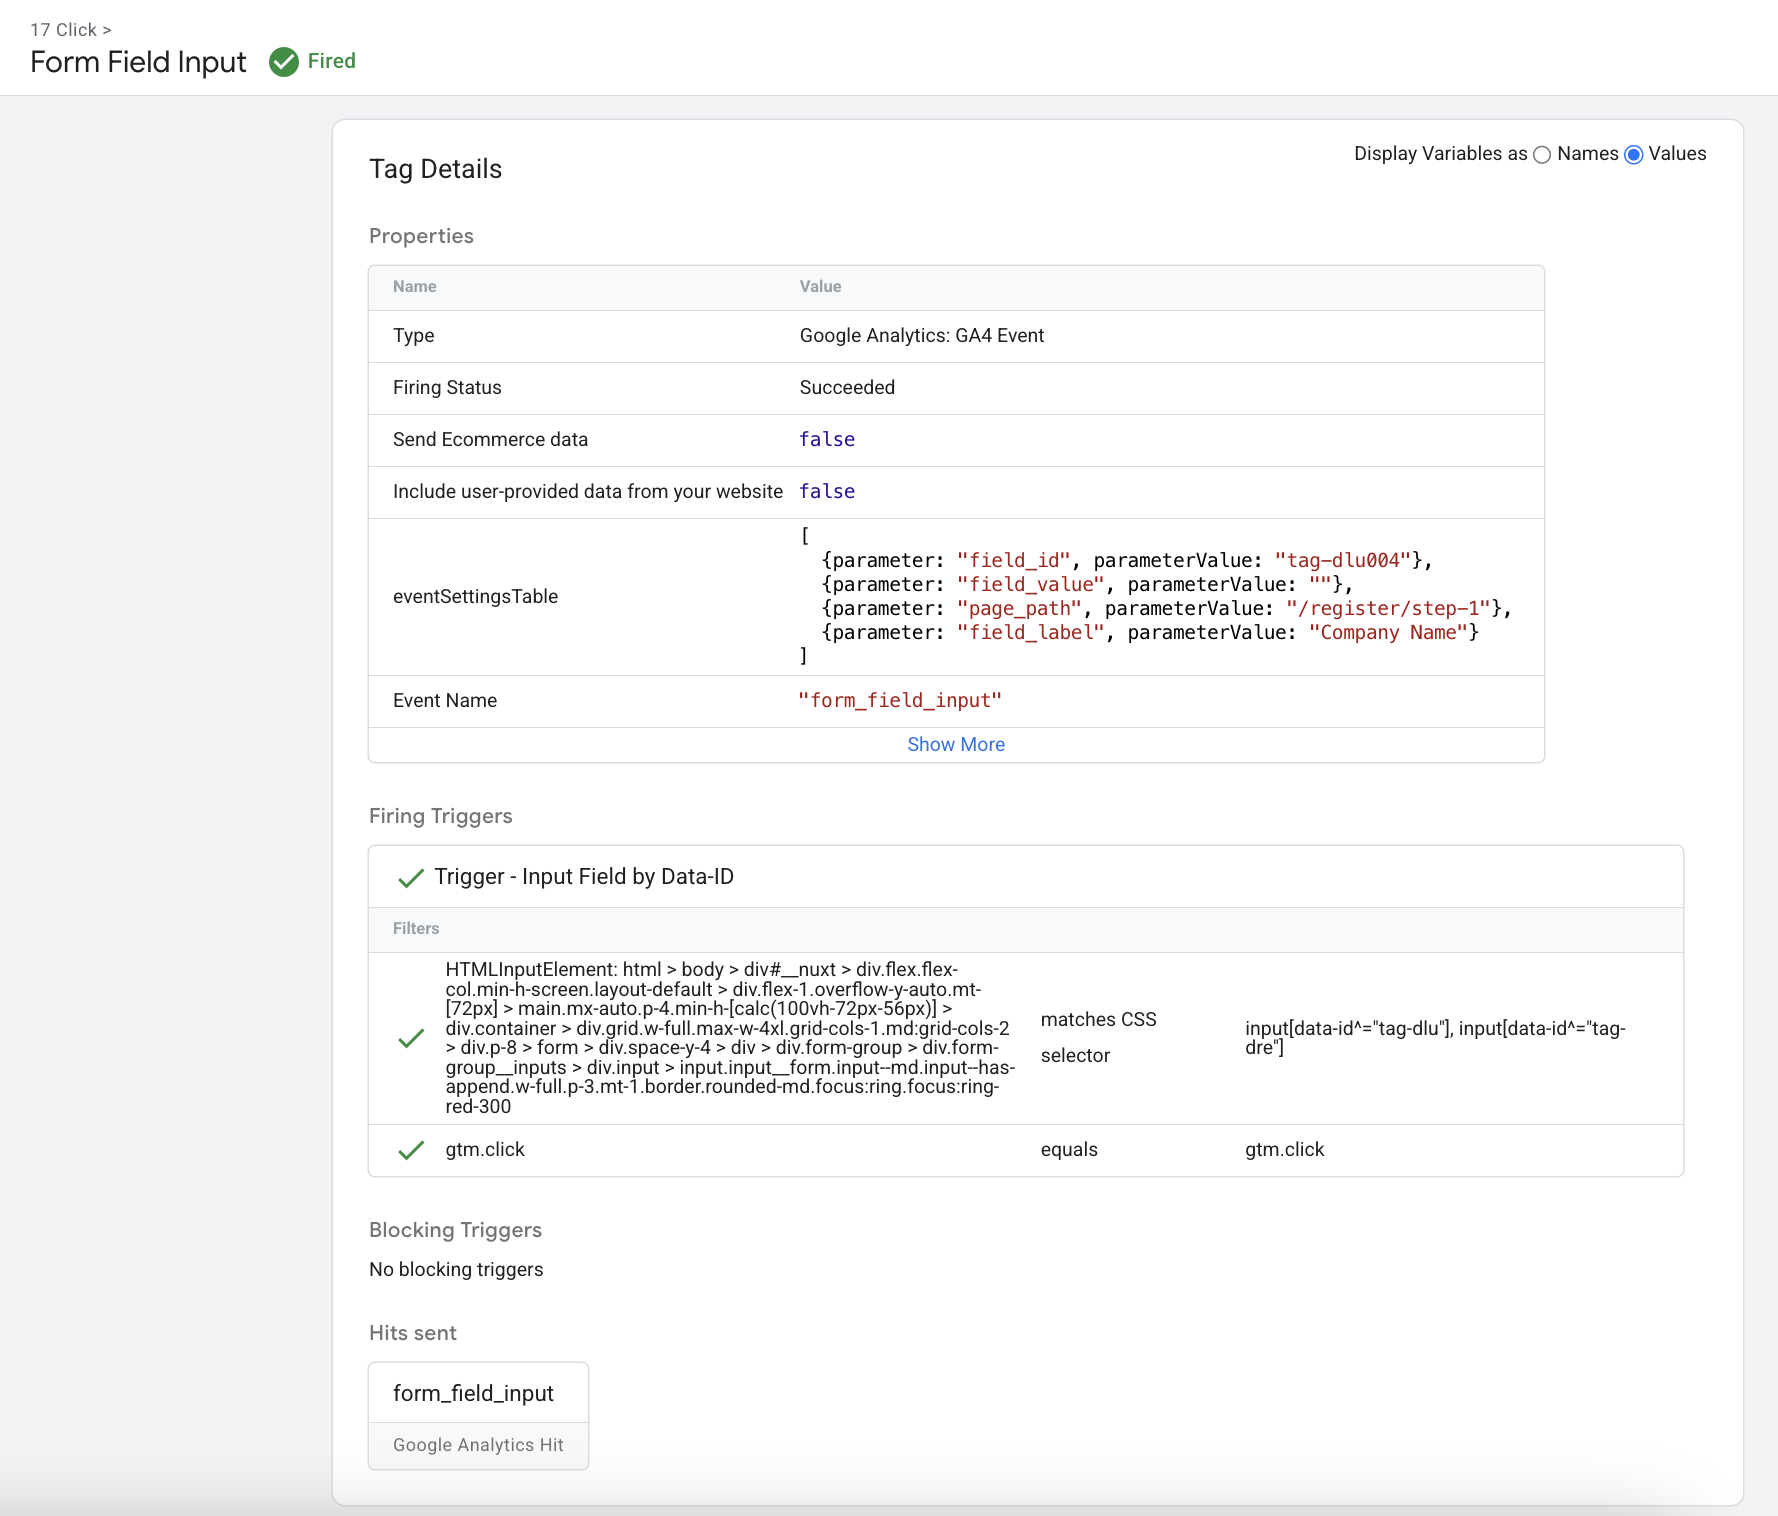 17 Click >
Form Field Input Fired
Tag Details
Display Variables as Names Values
Properties
Name Value
Type Google Analytics: GA4 Event
Firing Status Succeeded
Send Ecommerce data false
Include user-provided data from your website false
eventSettingsTable
[
{parameter: "field_id", parameterValue: "tag-dlu004"},
{parameter: "field_value", parameterValue: ""},
{parameter: "page_path", parameterValue: "/register/step-1"},
{parameter: "field_label", parameterValue: "Company Name"}
]
Event Name "form_field_input"
Show More
Firing Triggers
Trigger - Input Field by Data-ID
Filters
HTMLInputElement: html > body > div#__nuxt > div.flex.flex-
col.min-h-screen.layout-default > div.flex-1.overflow-y-auto.mt-
[72px] > main.mx-auto.p-4.min-h-[calc(100vh-72px-56px)] >
div.container > div.grid.w-full.max-w-4xl.grid-cols-1.md:grid-cols-2
> div.p-8 > form > div.space-y-4 > div > div.form-group > div.form-
group__inputs > div.input > input.input__form.input--md.input--has-
append.w-full.p-3.mt-1.border.rounded-md.focus:ring.focus:ring-
red-300
matches CSS
selector
input[data-id^="tag-dlu"], input[data-id^="tag-
dre"]
gtm.click equals gtm.click
Blocking Triggers
No blocking triggers
Hits sent
form_field_input
Google Analytics Hit